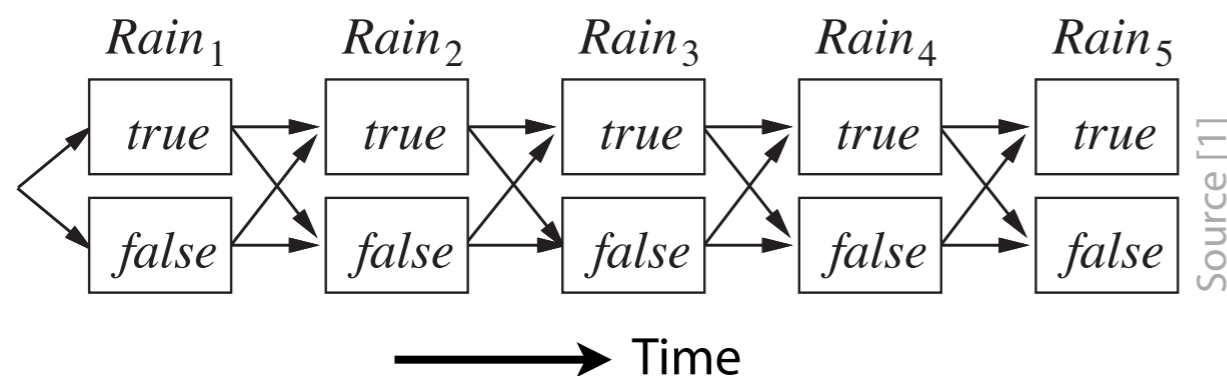 Rain₁ Rain₂ Rain₃ Rain₄ Rain₅
true true true true true
false false false false false
Time
Source [1]